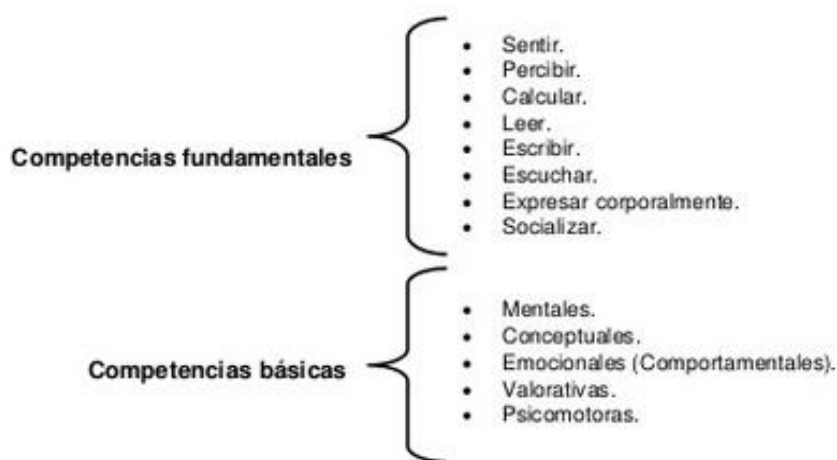 Competencias fundamentales
• Sentir.
• Percibir.
• Calcular.
• Leer.
• Escribir.
• Escuchar.
• Expresar corporalmente.
• Socializar.
Competencias básicas
• Mentales.
• Conceptuales.
• Emocionales (Comportamentales).
• Valorativas.
• Psicomotoras.